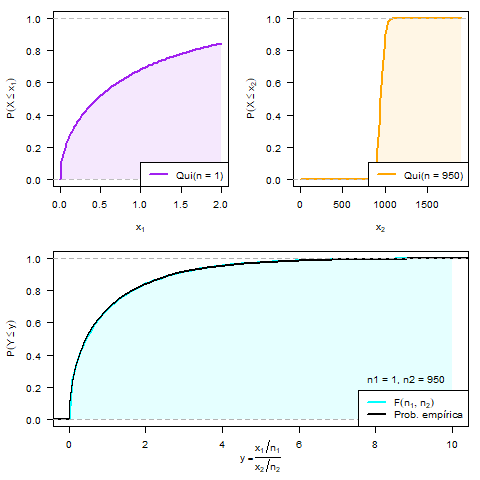 P(X ≤ x₁)
0.0
0.2
0.4
0.6
0.8
1.0
Qui(n = 1)
0.0 0.5 1.0 1.5 2.0
x₁
P(X ≤ x₂)
0.0
0.2
0.4
0.6
0.8
1.0
Qui(n = 950)
0 500 1000 1500
x₂
P(Y ≤ y)
0.0
0.2
0.4
0.6
0.8
1.0
n1 = 1, n2 = 950
F(n₁, n₂)
Prob. empírica
0 2 4 6 8 10
y = x₁/n₁
x₂/n₂